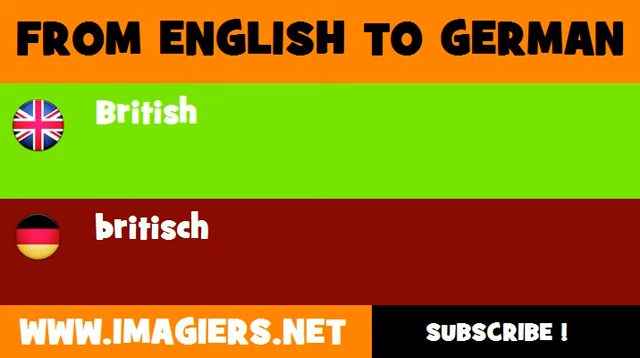 FROM ENGLISH TO GERMAN
British
britisch
WWW.IMAGIERS.NET
SUBSCRIBE !